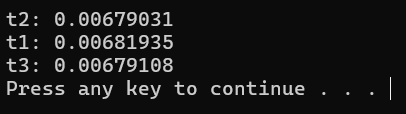 t2: 0.00679031
t1: 0.00681935
t3: 0.00679108
Press any key to continue . . .